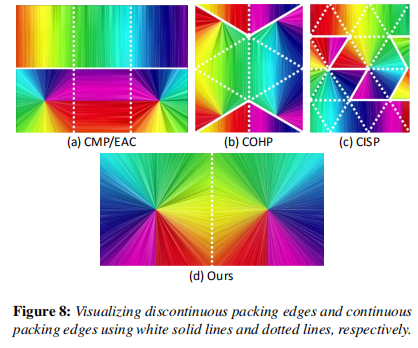 (a) CMP/EAC
(b) COHP
(c) CISP
(d) Ours
Figure 8: Visualizing discontinuous packing edges and continuous
packing edges using white solid lines and dotted lines, respectively.